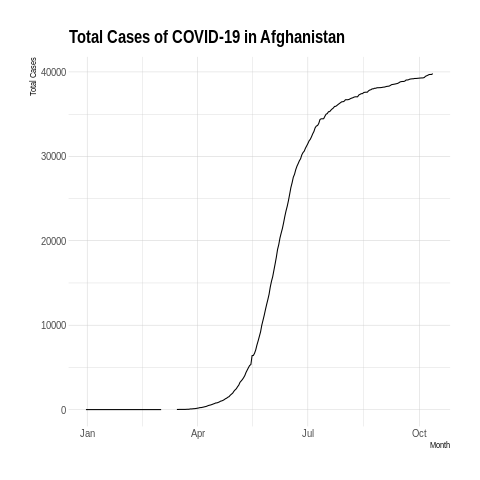 Total Cases of COVID-19 in Afghanistan
Total Cases
40000
30000
20000
10000
0
Jan Apr Jul Oct
Month